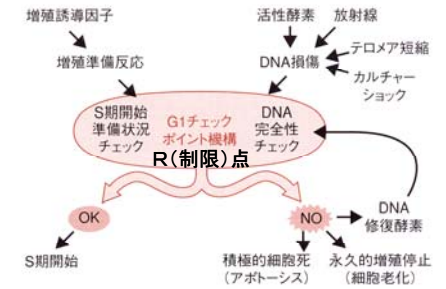 増殖誘導因子
活性酵素
放射線
増殖準備反応
DNA損傷
テロメア短縮
カルチャー
ショック
S期開始
準備状況
チェック
G1チェック
ポイント機構
DNA
完全性
チェック
R(制限)点
OK
NO
DNA
修復酵素
S期開始
積極的細胞死
(アポトーシス)
永久的増殖停止
(細胞老化)